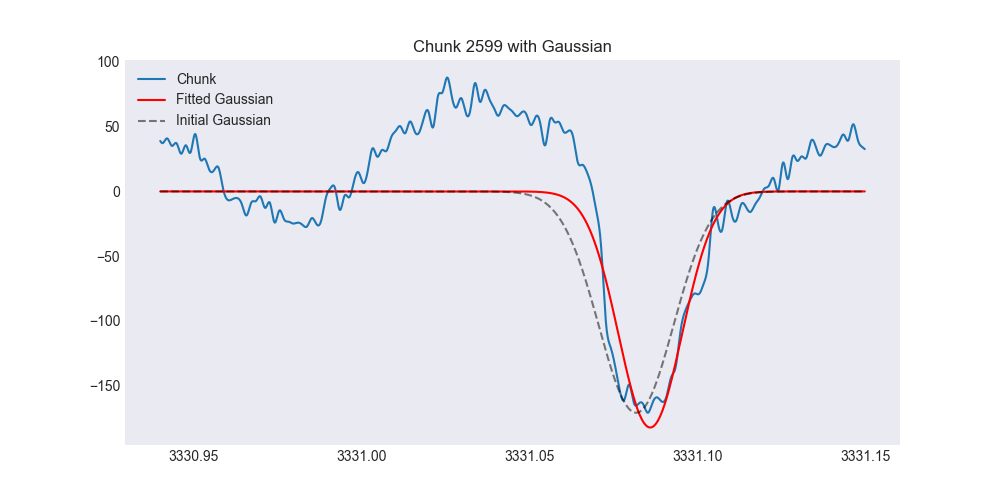 Chunk 2599 with Gaussian
100
Chunk
Fitted Gaussian
Initial Gaussian
50
0
−50
−100
−150
3330.95 3331.00 3331.05 3331.10 3331.15